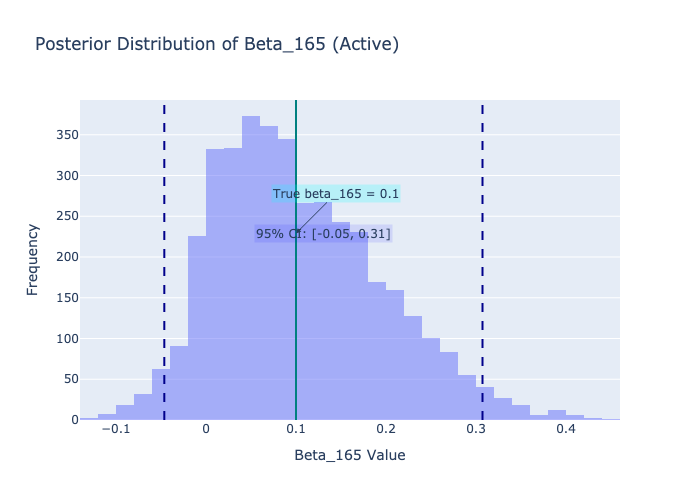 Posterior Distribution of Beta_165 (Active)
350
300
250
200
150
100
50
0
Frequency
True beta_165 = 0.1
95% CI: [-0.05, 0.31]
−0.1
0
0.1
0.2
0.3
0.4
Beta_165 Value